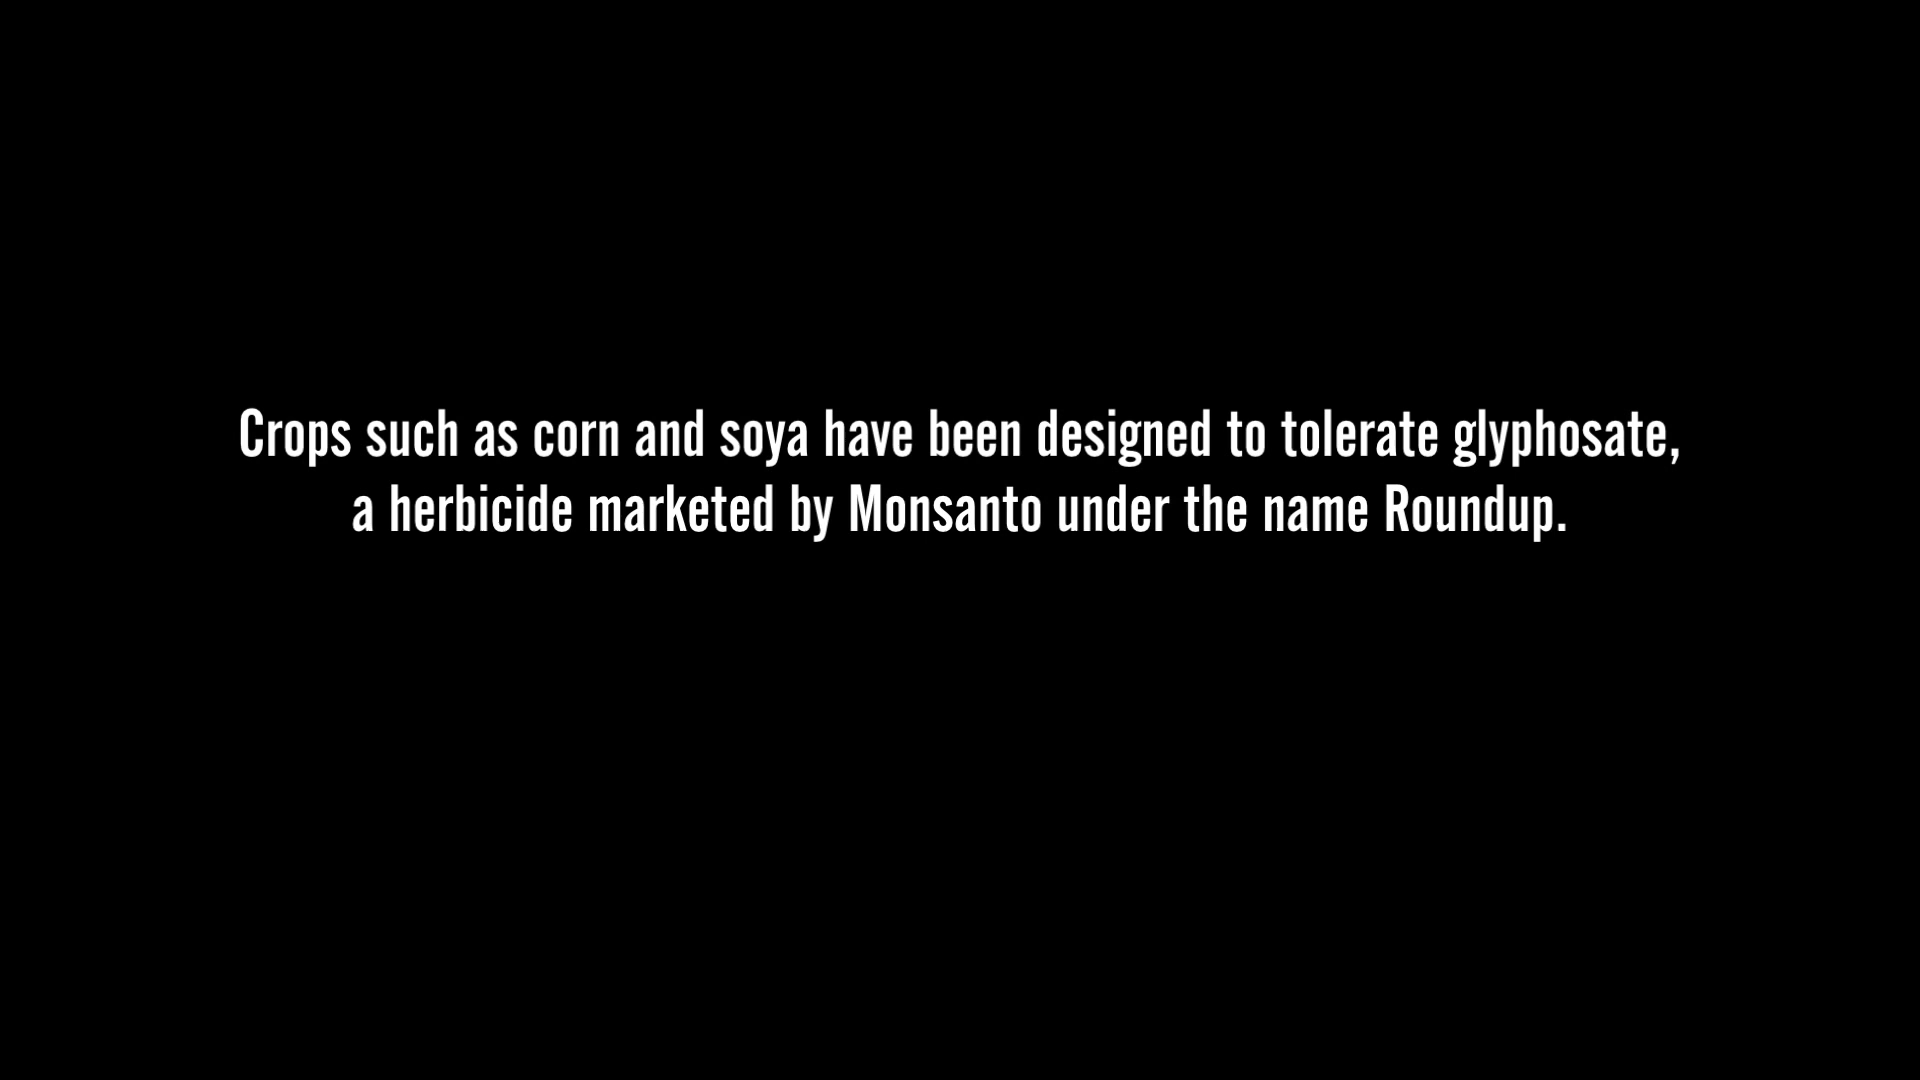 Crops such as corn and soya have been designed to tolerate glyphosate,
a herbicide marketed by Monsanto under the name Roundup.